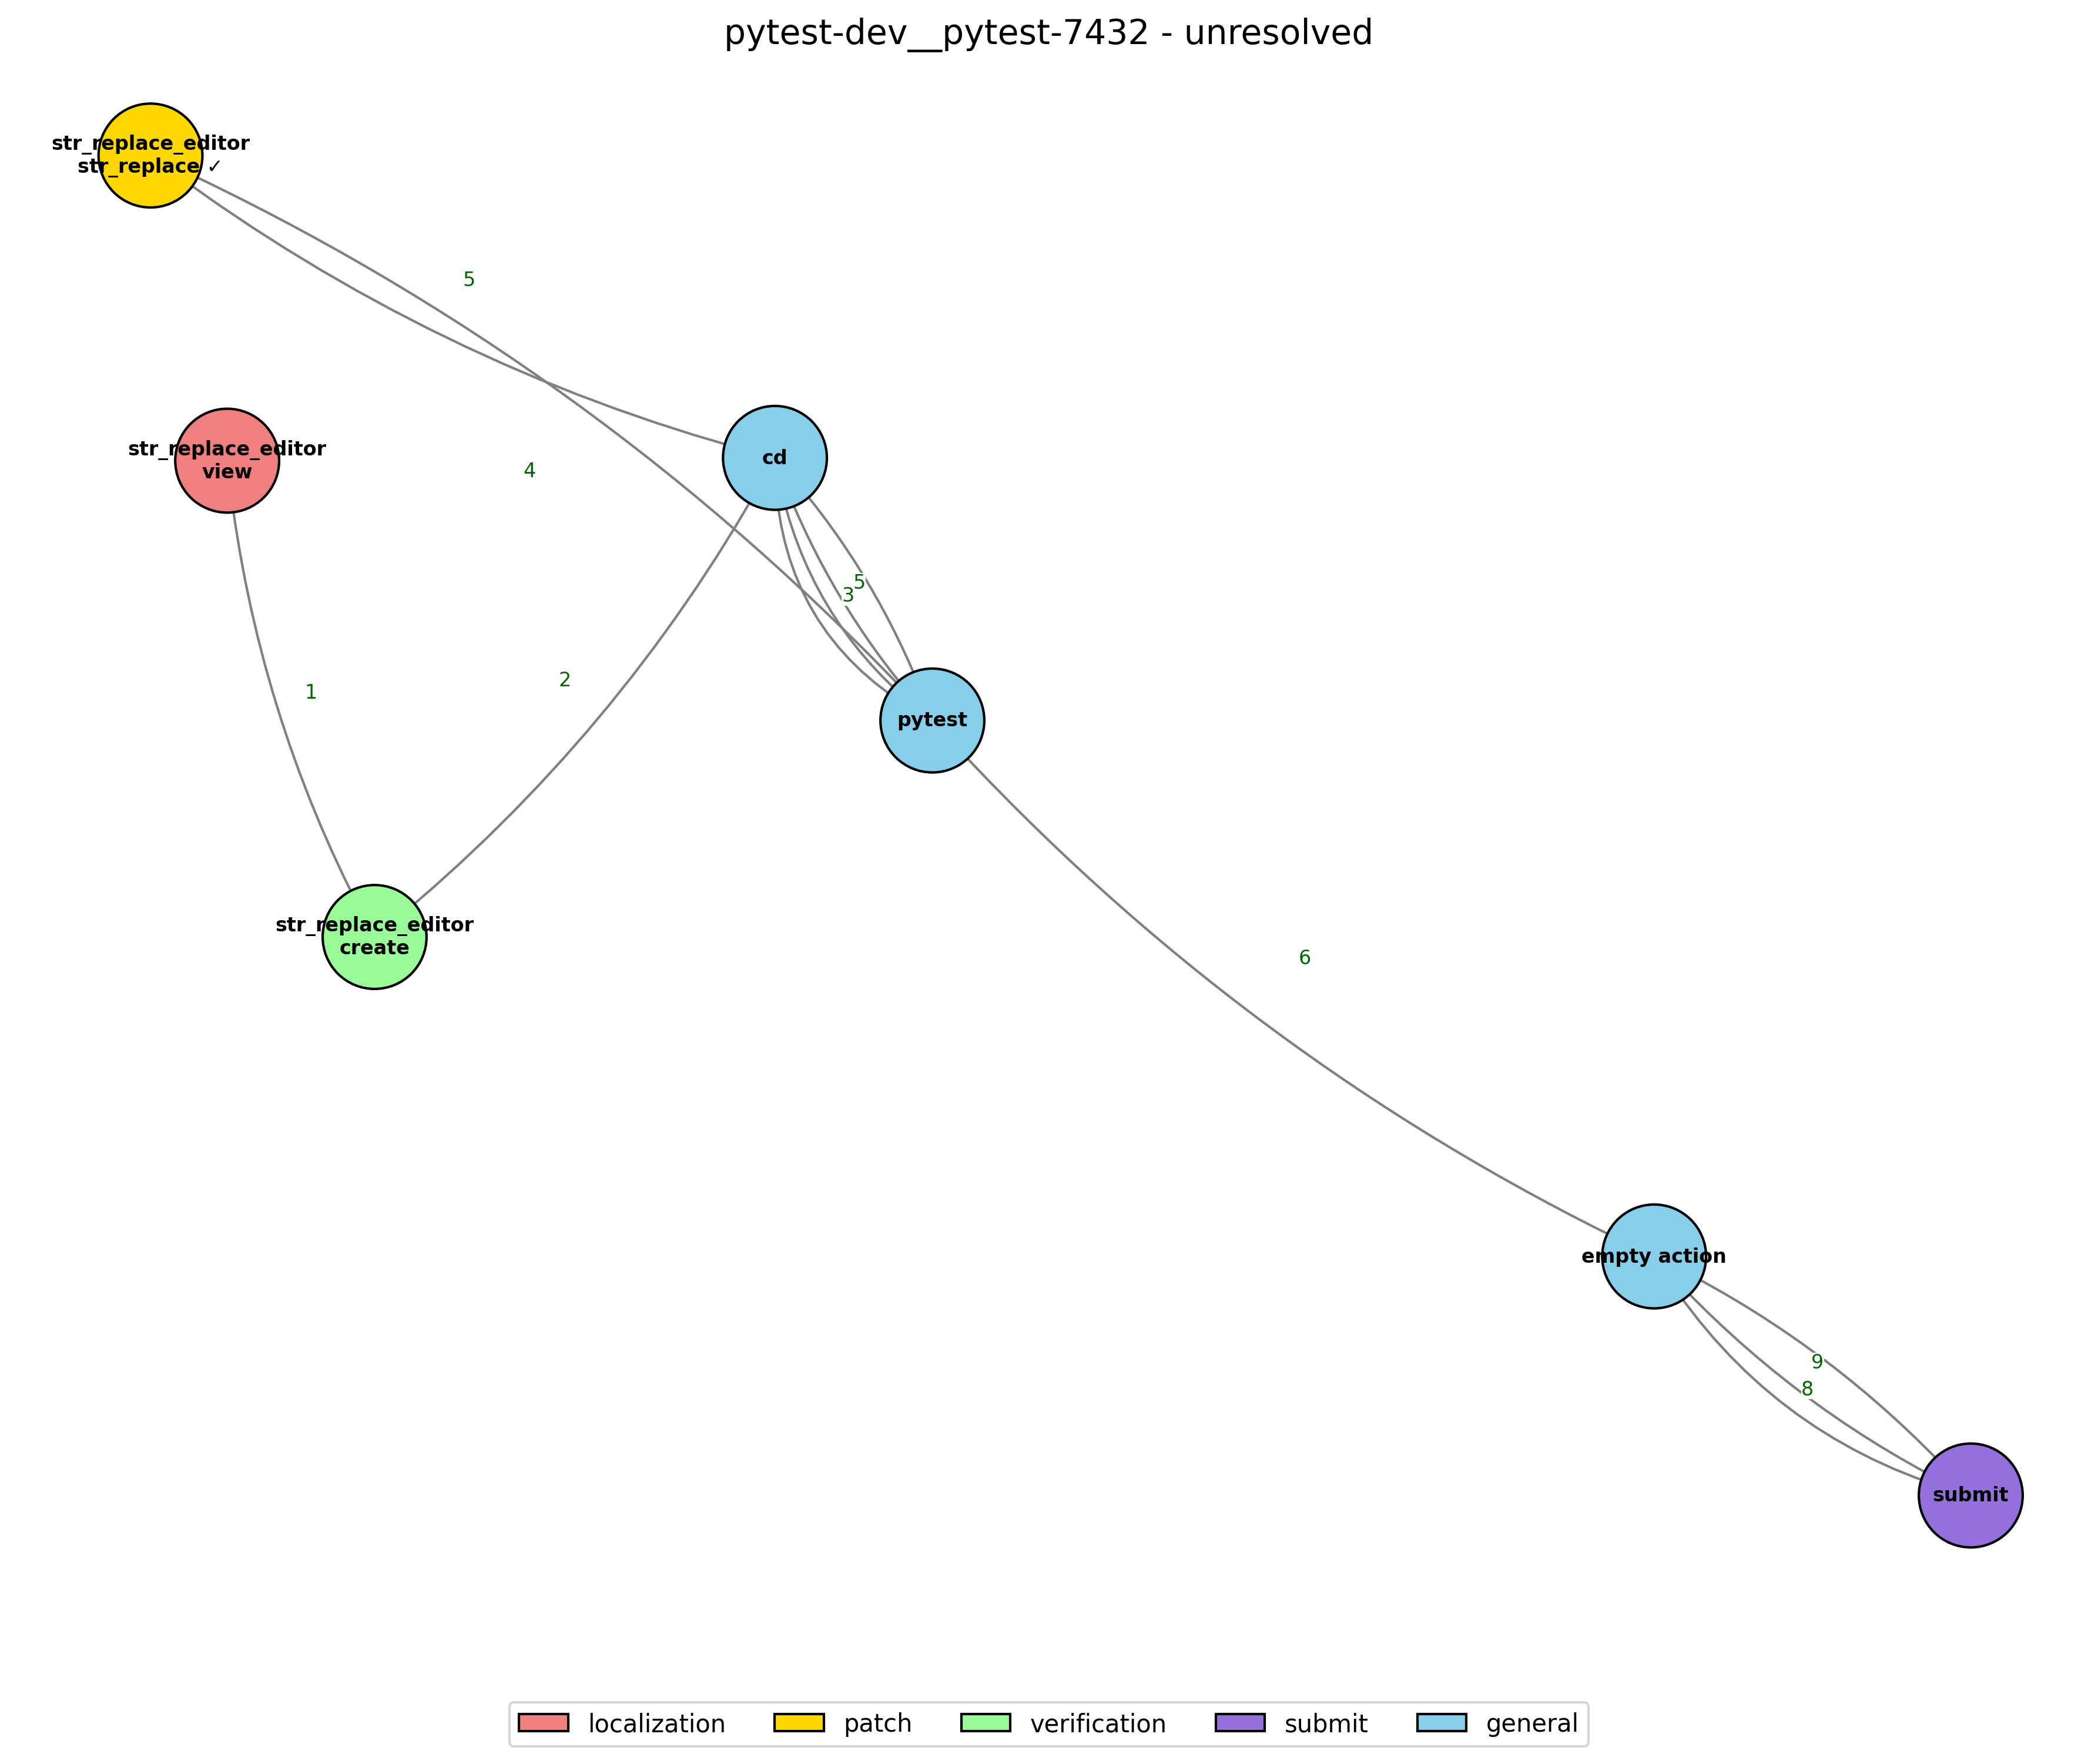 pytest-dev__pytest-7432 - unresolved
str_replace_editor
str_replace ✓
5
str_replace_editor
view
cd
4
5
3
1
2
pytest
str_replace_editor
create
6
empty action
9
8
submit
localization
patch
verification
submit
general